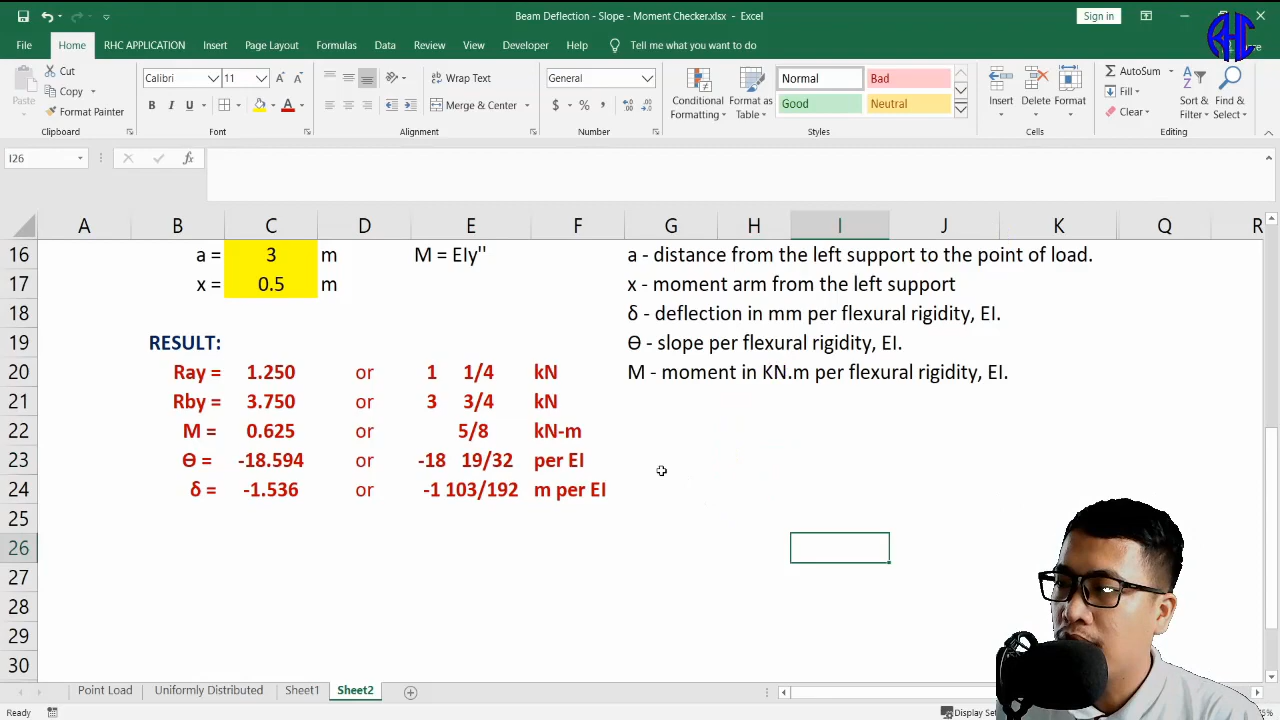 Beam Deflection - Slope - Moment Checker.xlsx - Excel
Sign in
RHC
File Home RHC APPLICATION Insert Page Layout Formulas Data Review View Developer Help Tell me what you want to do
Paste
Cut
Copy
Format Painter
Calibri 11
B I U
Wrap Text
Merge & Center
General
$ % ,
Conditional Formatting
Format as Table
Normal Bad
Good Neutral
Insert Delete Format
AutoSum
Fill
Clear
Sort & Filter
Find & Select
Clipboard Font Alignment Number Styles Cells Editing
I26 fx
A B C D E F G H I J K Q R
16 a = 3 m M = EIy'' a - distance from the left support to the point of load.
17 x = 0.5 m x - moment arm from the left support
18 δ - deflection in mm per flexural rigidity, EI.
19 RESULT: ϴ - slope per flexural rigidity, EI.
20 Ray = 1.250 or 1 1/4 kN M - moment in KN.m per flexural rigidity, EI.
21 Rby = 3.750 or 3 3/4 kN
22 M = 0.625 or 5/8 kN-m
23 ϴ = -18.594 or -18 19/32 per EI
24 δ = -1.536 or -1 103/192 m per EI
25
26
27
28
29
30
Point Load Uniformly Distributed Sheet1 Sheet2
Ready Display Se